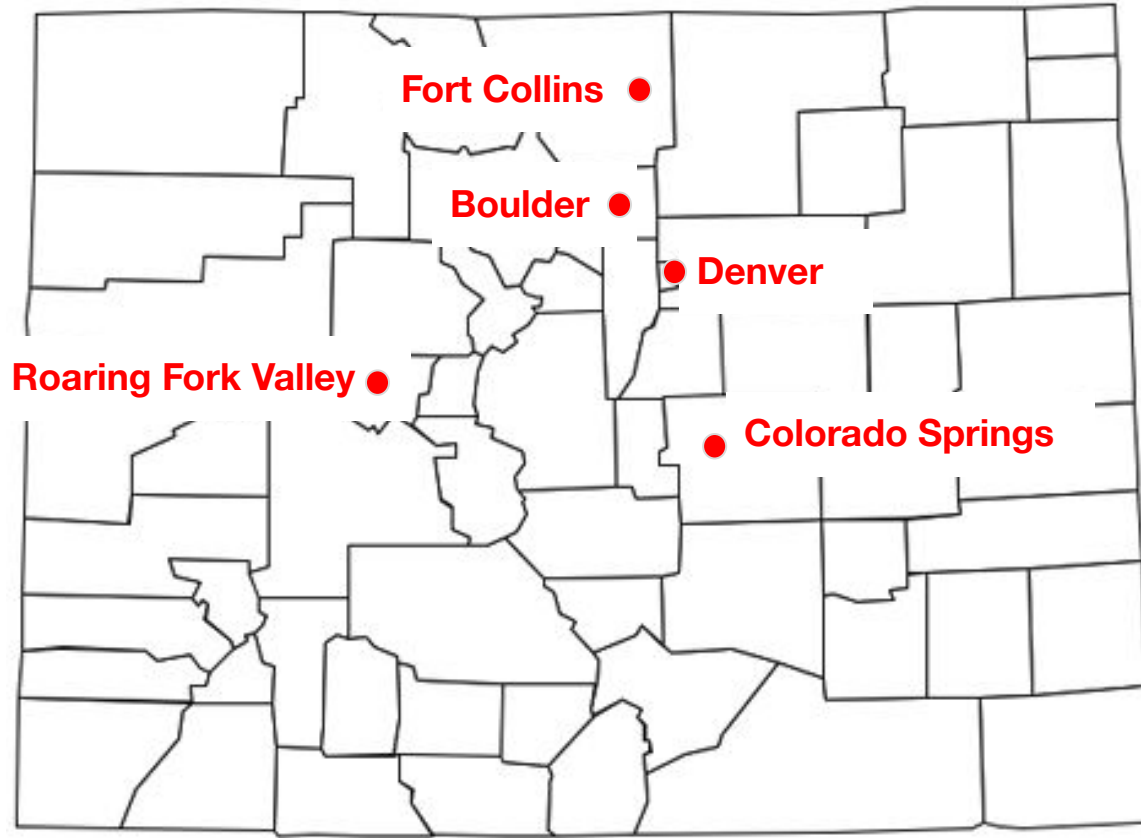 Fort Collins
Boulder
Denver
Roaring Fork Valley
Colorado Springs